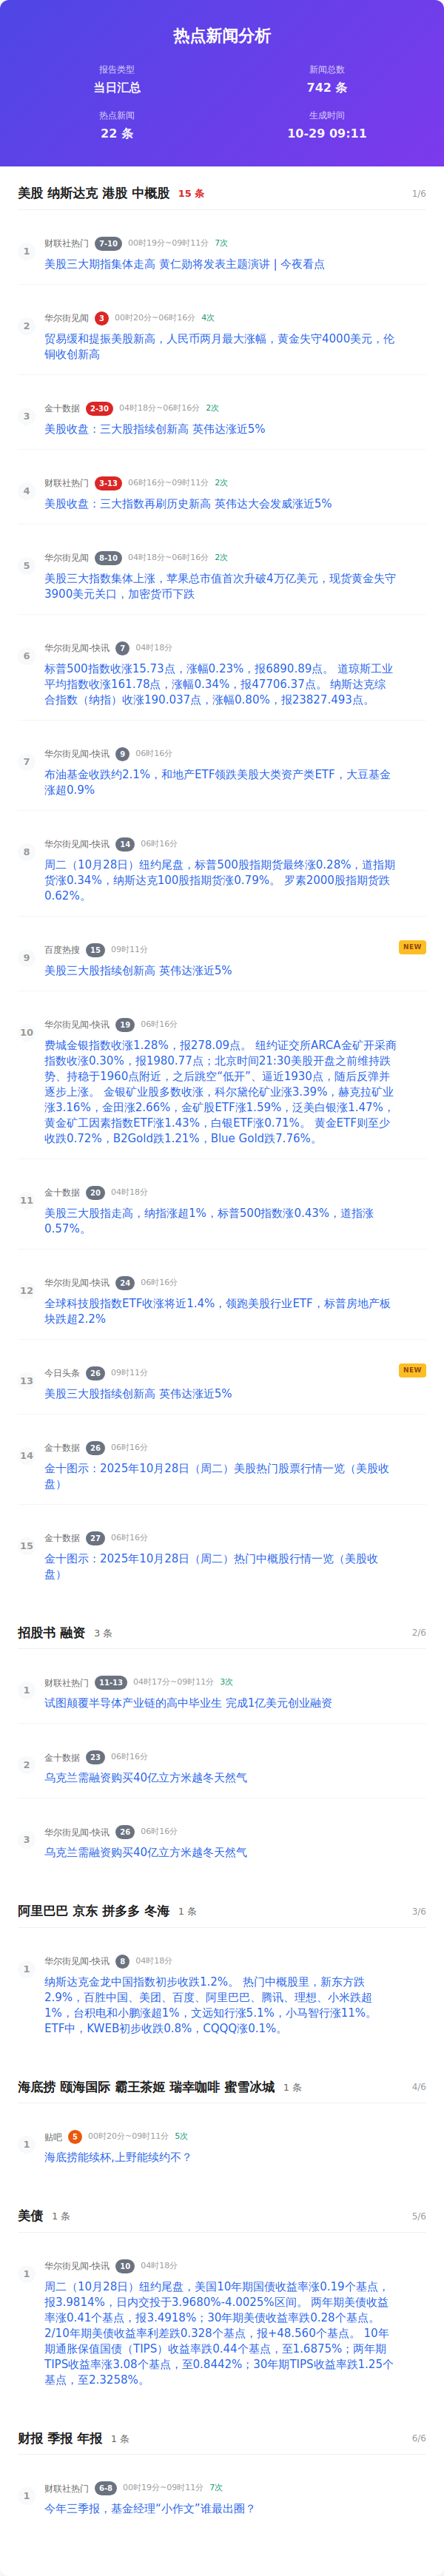 热点新闻分析
报告类型
当日汇总
新闻总数
742 条
热点新闻
22 条
生成时间
10-29 09:11
美股 纳斯达克 港股 中概股 15 条 1/6
1
财联社热门 7-10 00时19分~09时11分 7次
美股三大期指集体走高 黄仁勋将发表主题演讲 | 今夜看点
2
华尔街见闻 3 00时20分~06时16分 4次
贸易缓和提振美股新高，人民币两月最大涨幅，黄金失守4000美元，伦
铜收创新高
3
金十数据 2-30 04时18分~06时16分 2次
美股收盘：三大股指续创新高 英伟达涨近5%
4
财联社热门 3-13 06时16分~09时11分 2次
美股收盘：三大指数再刷历史新高 英伟达大会发威涨近5%
5
华尔街见闻 8-10 04时18分~06时16分 2次
美股三大指数集体上涨，苹果总市值首次升破4万亿美元，现货黄金失守
3900美元关口，加密货币下跌
6
华尔街见闻-快讯 7 04时18分
标普500指数收涨15.73点，涨幅0.23%，报6890.89点。 道琼斯工业
平均指数收涨161.78点，涨幅0.34%，报47706.37点。 纳斯达克综
合指数（纳指）收涨190.037点，涨幅0.80%，报23827.493点。
7
华尔街见闻-快讯 9 06时16分
布油基金收跌约2.1%，和地产ETF领跌美股大类资产类ETF，大豆基金
涨超0.9%
8
华尔街见闻-快讯 14 06时16分
周二（10月28日）纽约尾盘，标普500股指期货最终涨0.28%，道指期
货涨0.34%，纳斯达克100股指期货涨0.79%。 罗素2000股指期货跌
0.62%。
9
百度热搜 15 09时11分 NEW
美股三大股指续创新高 英伟达涨近5%
10
华尔街见闻-快讯 19 06时16分
费城金银指数收涨1.28%，报278.09点。 纽约证交所ARCA金矿开采商
指数收涨0.30%，报1980.77点；北京时间21:30美股开盘之前维持跌
势、持稳于1960点附近，之后跳空“低开”、逼近1930点，随后反弹并
逐步上涨。 金银矿业股多数收涨，科尔黛伦矿业涨3.39%，赫克拉矿业
涨3.16%，金田涨2.66%，金矿股ETF涨1.59%，泛美白银涨1.47%，
黄金矿工因素指数ETF涨1.43%，白银ETF涨0.71%。 黄金ETF则至少
收跌0.72%，B2Gold跌1.21%，Blue Gold跌7.76%。
11
金十数据 20 04时18分
美股三大股指走高，纳指涨超1%，标普500指数涨0.43%，道指涨
0.57%。
12
华尔街见闻-快讯 24 06时16分
全球科技股指数ETF收涨将近1.4%，领跑美股行业ETF，标普房地产板
块跌超2.2%
13
今日头条 26 09时11分 NEW
美股三大股指续创新高 英伟达涨近5%
14
金十数据 26 06时16分
金十图示：2025年10月28日（周二）美股热门股票行情一览（美股收
盘）
15
金十数据 27 06时16分
金十图示：2025年10月28日（周二）热门中概股行情一览（美股收
盘）
招股书 融资 3 条 2/6
1
财联社热门 11-13 04时17分~09时11分 3次
试图颠覆半导体产业链的高中毕业生 完成1亿美元创业融资
2
金十数据 23 06时16分
乌克兰需融资购买40亿立方米越冬天然气
3
华尔街见闻-快讯 26 06时16分
乌克兰需融资购买40亿立方米越冬天然气
阿里巴巴 京东 拼多多 冬海 1 条 3/6
1
华尔街见闻-快讯 8 04时18分
纳斯达克金龙中国指数初步收跌1.2%。 热门中概股里，新东方跌
2.9%，百胜中国、美团、百度、阿里巴巴、腾讯、理想、小米跌超
1%，台积电和小鹏涨超1%，文远知行涨5.1%，小马智行涨11%。
ETF中，KWEB初步收跌0.8%，CQQQ涨0.1%。
海底捞 颐海国际 霸王茶姬 瑞幸咖啡 蜜雪冰城 1 条 4/6
1
贴吧 5 00时20分~09时11分 5次
海底捞能续杯,上野能续约不？
美债 1 条 5/6
1
华尔街见闻-快讯 10 04时18分
周二（10月28日）纽约尾盘，美国10年期国债收益率涨0.19个基点，
报3.9814%，日内交投于3.9680%-4.0025%区间。 两年期美债收益
率涨0.41个基点，报3.4918%；30年期美债收益率跌0.28个基点。
2/10年期美债收益率利差跌0.328个基点，报+48.560个基点。 10年
期通胀保值国债（TIPS）收益率跌0.44个基点，至1.6875%；两年期
TIPS收益率涨3.08个基点，至0.8442%；30年期TIPS收益率跌1.25个
基点，至2.3258%。
财报 季报 年报 1 条 6/6
1
财联社热门 6-8 00时19分~09时11分 7次
今年三季报，基金经理“小作文”谁最出圈？